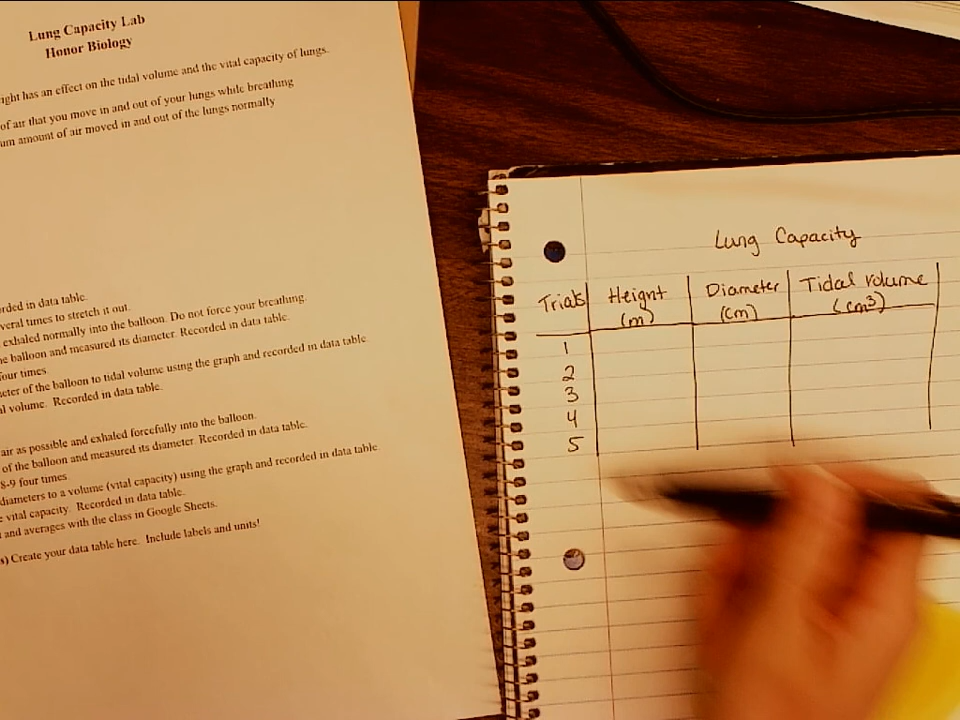 Lung Capacity Lab
Honor Biology
ight has an effect on the tidal volume and the vital capacity of lungs.
of air that you move in and out of your lungs while breathing
um amount of air moved in and out of the lungs normally
rded in data table.
veral times to stretch it out.
exhaled normally into the balloon. Do not force your breathing.
e balloon and measured its diameter. Recorded in data table.
four times.
eter of the balloon to tidal volume using the graph and recorded in data table
al volume. Recorded in data table.
air as possible and exhaled forcefully into the balloon.
of the balloon and measured its diameter. Recorded in data table.
8-9 four times
diameters to a volume (vital capacity) using the graph and recorded in data table.
e vital capacity. Recorded in data table.
and averages with the class in Google Sheets.
s) Create your data table here. Include labels and units!
Lung Capacity
Trials Height (m) Diameter (cm) Tidal Volume (cm³)
1
2
3
4
5